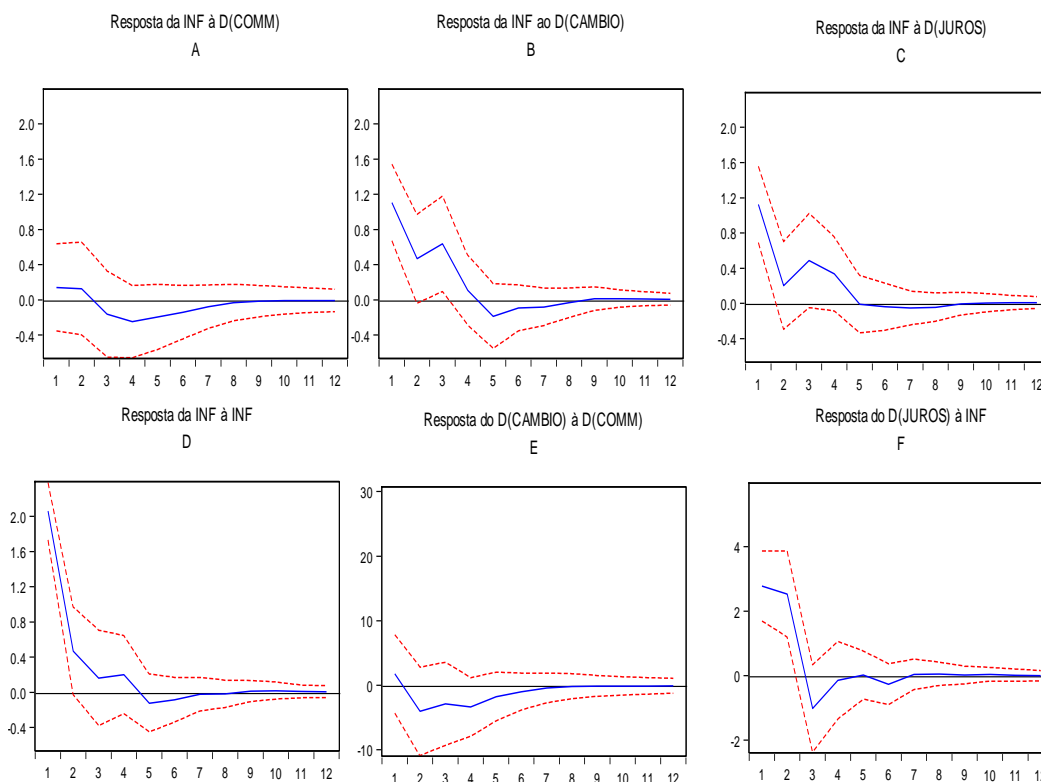 Resposta da INF à D(COMM)
A
2.0
1.6
1.2
0.8
0.4
0.0
-0.4
1 2 3 4 5 6 7 8 9 10 11 12
Resposta da INF ao D(CAMBIO)
B
2.0
1.6
1.2
0.8
0.4
0.0
-0.4
1 2 3 4 5 6 7 8 9 10 11 12
Resposta da INF à D(JUROS)
C
2.0
1.6
1.2
0.8
0.4
0.0
-0.4
1 2 3 4 5 6 7 8 9 10 11 12
Resposta da INF à INF
D
2.0
1.6
1.2
0.8
0.4
0.0
-0.4
1 2 3 4 5 6 7 8 9 10 11 12
Resposta do D(CAMBIO) à D(COMM)
E
30
20
10
0
-10
1 2 3 4 5 6 7 8 9 10 11 12
Resposta do D(JUROS) à INF
F
4
2
0
-2
1 2 3 4 5 6 7 8 9 10 11 12